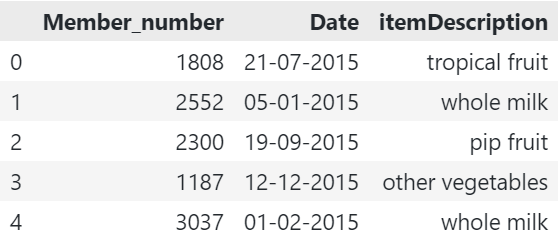 Member_number Date itemDescription
0 1808 21-07-2015 tropical fruit
1 2552 05-01-2015 whole milk
2 2300 19-09-2015 pip fruit
3 1187 12-12-2015 other vegetables
4 3037 01-02-2015 whole milk